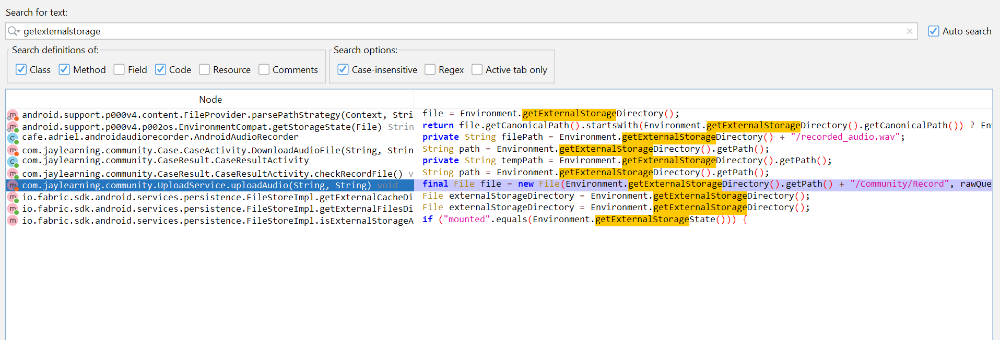 Search for text:
getexternalstorage
Auto search
Search definitions of:
Search options:
Class Method Field Code Resource Comments
Case-insensitive Regex Active tab only
Node
android.support.p000v4.content.FileProvider.parsePathStrategy(Context, Stri file = Environment.getExternalStorageDirectory();
android.support.p000v4.p002os.EnvironmentCompat.getStorageState(File) Strin return file.getCanonicalPath().startsWith(Environment.getExternalStorageDirectory().getCanonicalPath()) ? Env
cafe.adriel.androidaudiorecorder.AndroidAudioRecorder private String filePath = Environment.getExternalStorageDirectory() + "/recorded_audio.wav";
com.jaylearning.community.Case.CaseActivity.DownloadAudioFile(String, Strin String path = Environment.getExternalStorageDirectory().getPath();
com.jaylearning.community.CaseResult.CaseResultActivity private String tempPath = Environment.getExternalStorageDirectory().getPath();
com.jaylearning.community.CaseResult.CaseResultActivity.checkRecordFile() v String path = Environment.getExternalStorageDirectory().getPath();
com.jaylearning.community.UploadService.uploadAudio(String, String) void final File file = new File(Environment.getExternalStorageDirectory().getPath() + "/Community/Record", rawQue
io.fabric.sdk.android.services.persistence.FileStoreImpl.getExternalCacheDi File externalStorageDirectory = Environment.getExternalStorageDirectory();
io.fabric.sdk.android.services.persistence.FileStoreImpl.getExternalFilesDi File externalStorageDirectory = Environment.getExternalStorageDirectory();
io.fabric.sdk.android.services.persistence.FileStoreImpl.isExternalStorageA if ("mounted".equals(Environment.getExternalStorageState())) {